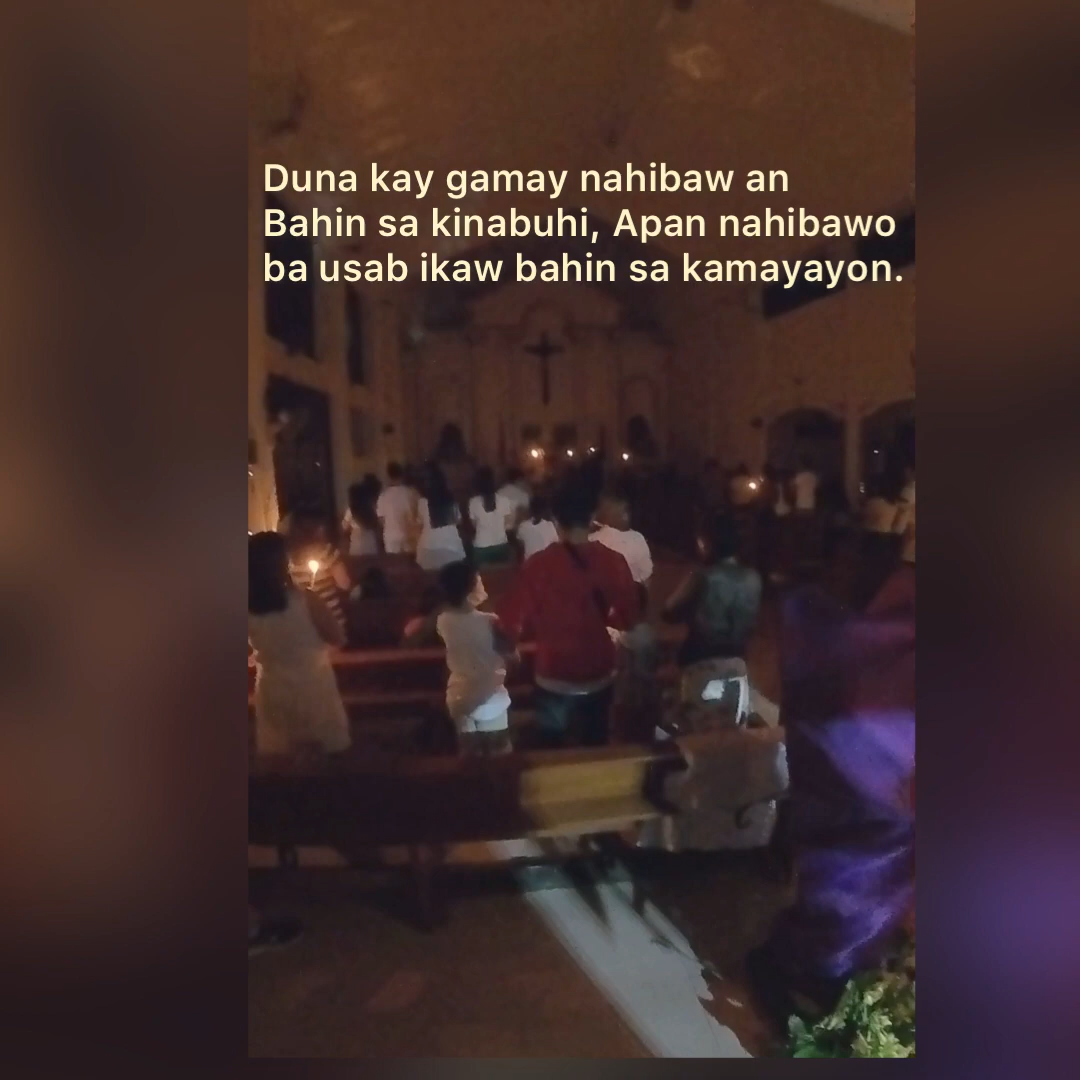 Duna kay gamay nahibaw an
Bahin sa kinabuhi, Apan nahibawo
ba usab ikaw bahin sa kamayayon.